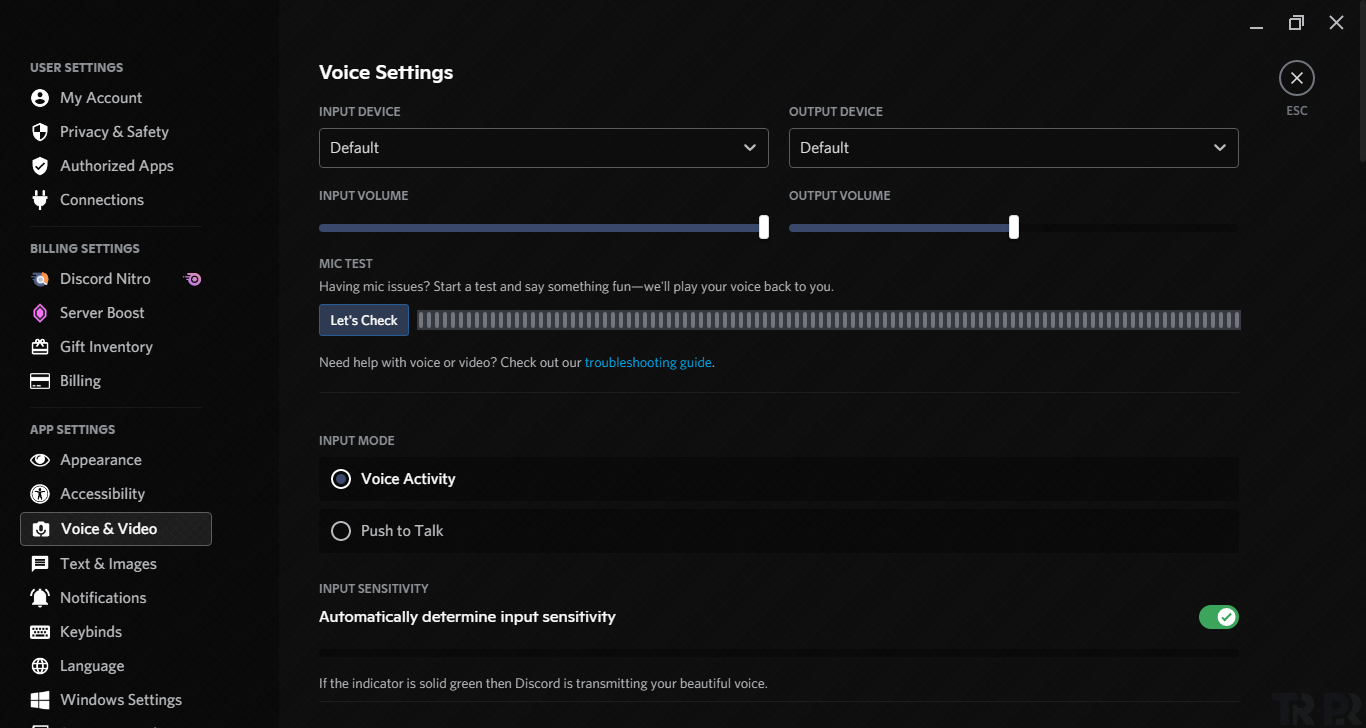 USER SETTINGS
My Account
Privacy & Safety
Authorized Apps
Connections
BILLING SETTINGS
Discord Nitro
Server Boost
Gift Inventory
Billing
APP SETTINGS
Appearance
Accessibility
Voice & Video
Text & Images
Notifications
Keybinds
Language
Windows Settings
Voice Settings
INPUT DEVICE
OUTPUT DEVICE
Default
Default
INPUT VOLUME
OUTPUT VOLUME
MIC TEST
Having mic issues? Start a test and say something fun—we'll play your voice back to you.
Let's Check
Need help with voice or video? Check out our troubleshooting guide.
INPUT MODE
Voice Activity
Push to Talk
INPUT SENSITIVITY
Automatically determine input sensitivity
If the indicator is solid green then Discord is transmitting your beautiful voice.
ESC